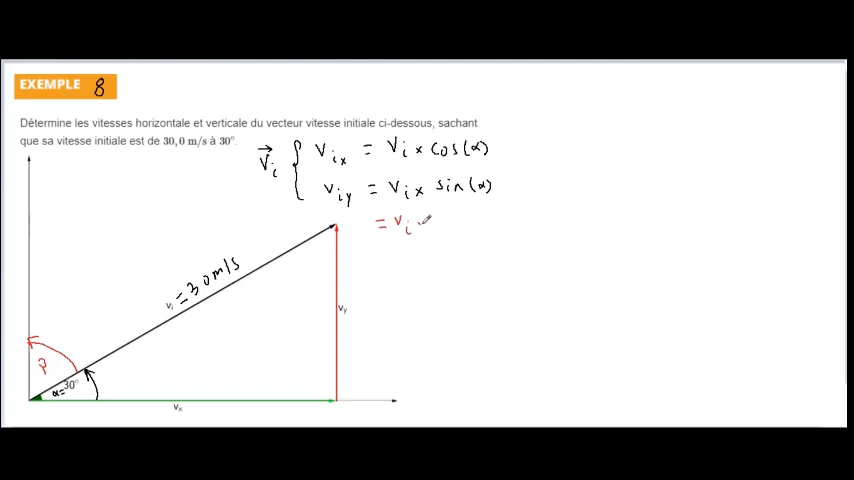 EXEMPLE 8
Détermine les vitesses horizontale et verticale du vecteur vitesse initiale ci-dessous, sachant
que sa vitesse initiale est de 30,0 m/s à 30°.
V⃗i { Vix = Vi × cos(α)
Viy = Vi × sin(α)
= Vi
vi = 30 m/s
vy
β
α= 30°
vx